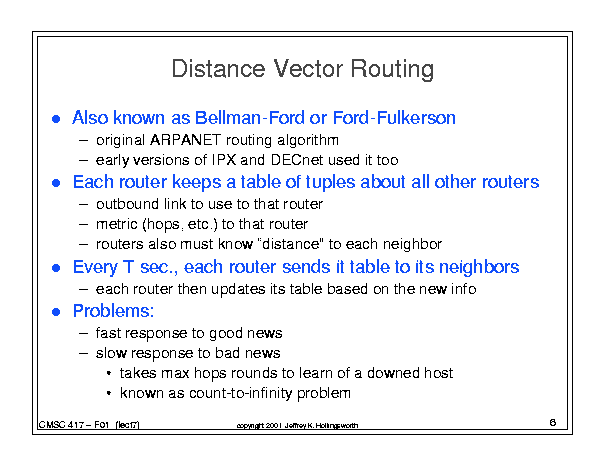 Distance Vector Routing
● Also known as Bellman-Ford or Ford-Fulkerson
– original ARPANET routing algorithm
– early versions of IPX and DECnet used it too
● Each router keeps a table of tuples about all other routers
– outbound link to use to that router
– metric (hops, etc.) to that router
– routers also must know “distance” to each neighbor
● Every T sec., each router sends it table to its neighbors
– each router then updates its table based on the new info
● Problems:
– fast response to good news
– slow response to bad news
• takes max hops rounds to learn of a downed host
• known as count-to-infinity problem
CMSC 417 – F01 (lect7)
copyright 2001 Jeffrey K. Hollingsworth
6